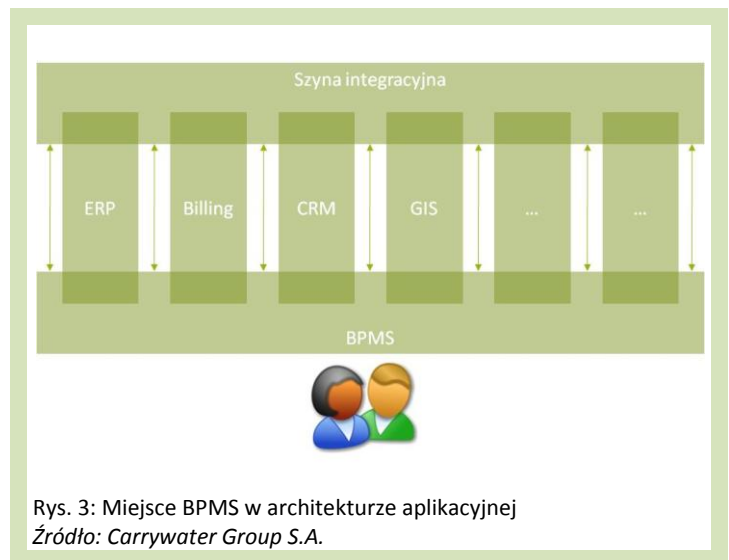 Szyna integracyjna
ERP
Billing
CRM
GIS
...
...
BPMS
Rys. 3: Miejsce BPMS w architekturze aplikacyjnej
Źródło: Carrywater Group S.A.